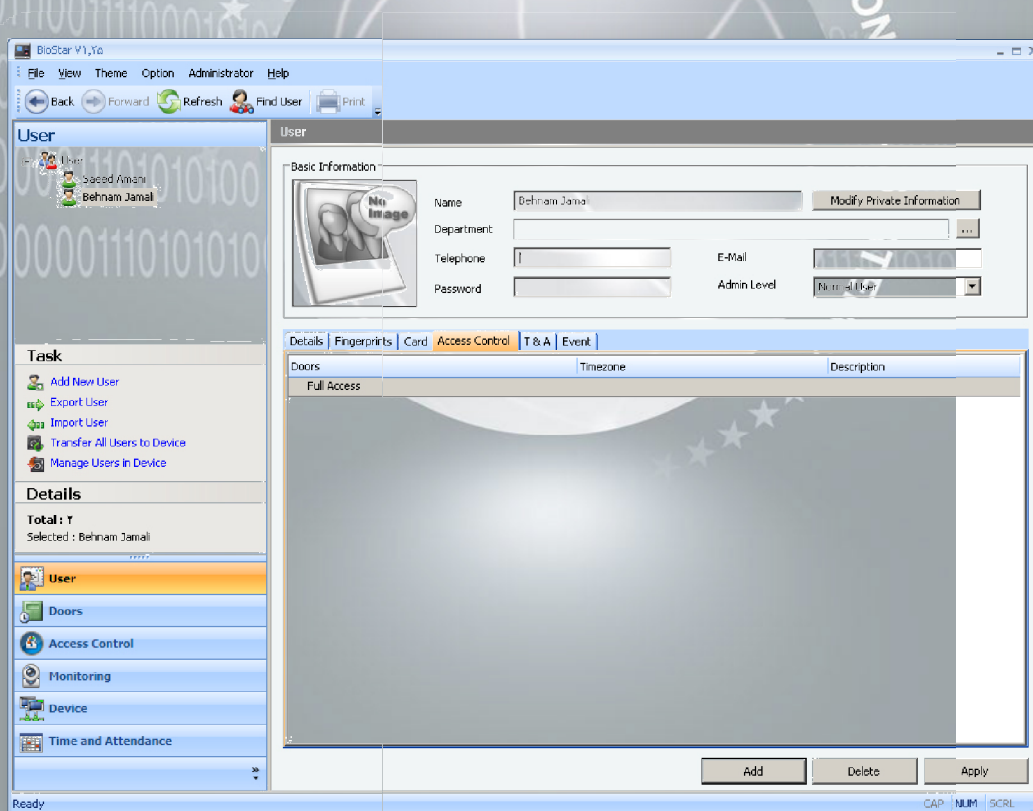 BioStar V۱,۲۵
File View Theme Option Administrator Help
Back Forward Refresh Find User Print
User
User
Saeed Amani
Behnam Jamali
Task
Add New User
Export User
Import User
Transfer All Users to Device
Manage Users in Device
Details
Total : ۲
Selected : Behnam Jamali
User
Doors
Access Control
Monitoring
Device
Time and Attendance
Ready
User
Basic Information
No Image
Name Behnam Jamali Modify Private Information
Department ...
Telephone E-Mail
Password Admin Level Normal User
Details Fingerprints Card Access Control T & A Event
Doors Timezone Description
Full Access
Add Delete Apply
CAP NUM SCRL